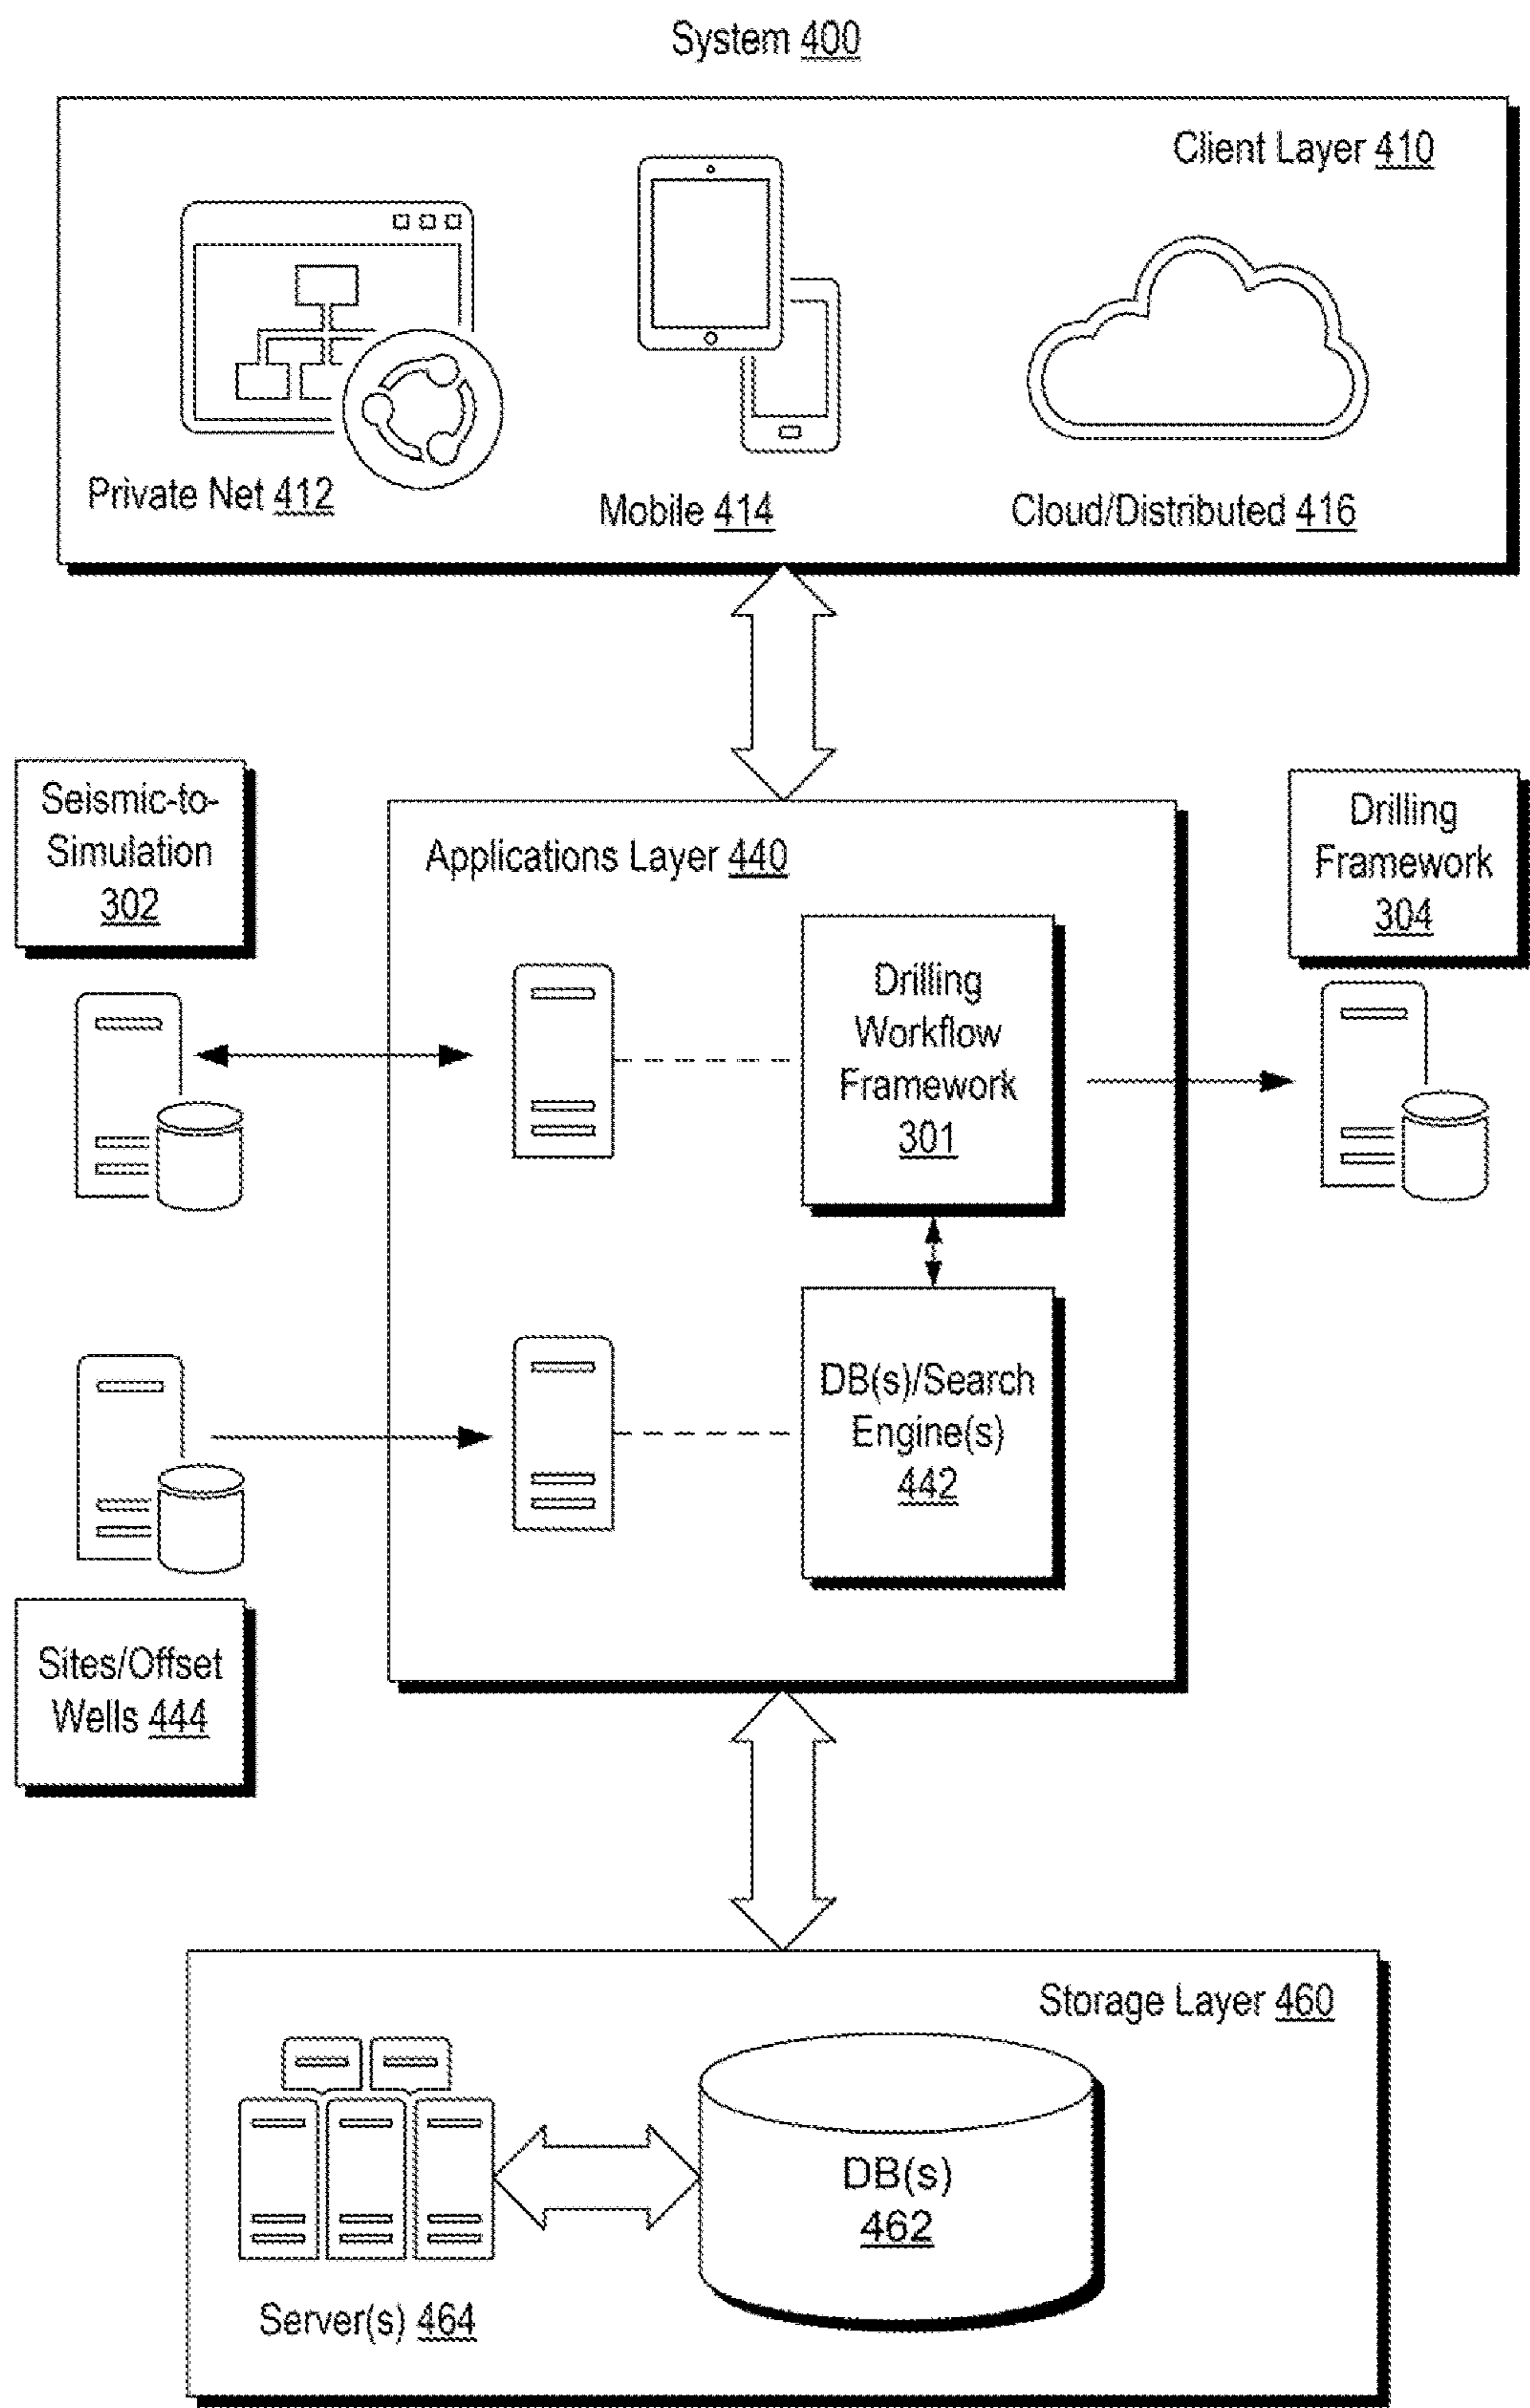 System 400
Client Layer 410
Private Net 412
Mobile 414
Cloud/Distributed 416
Seismic-to-
Simulation
302
Applications Layer 440
Drilling
Framework
304
Drilling
Workflow
Framework
301
DB(s)/Search
Engine(s)
442
Sites/Offset
Wells 444
Storage Layer 460
DB(s)
462
Server(s) 464